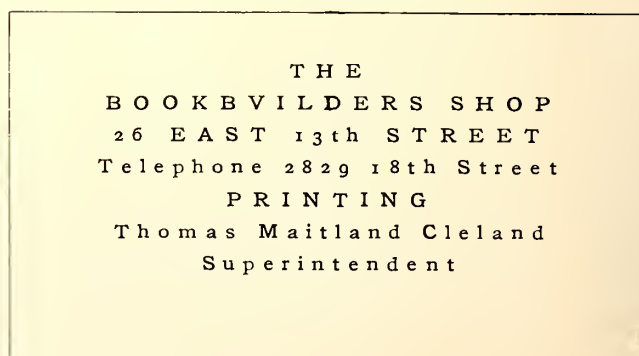 THE
BOOKBVILDERS SHOP
26 EAST 13th STREET
Telephone 2829 18th Street
PRINTING
Thomas Maitland Cleland
Superintendent